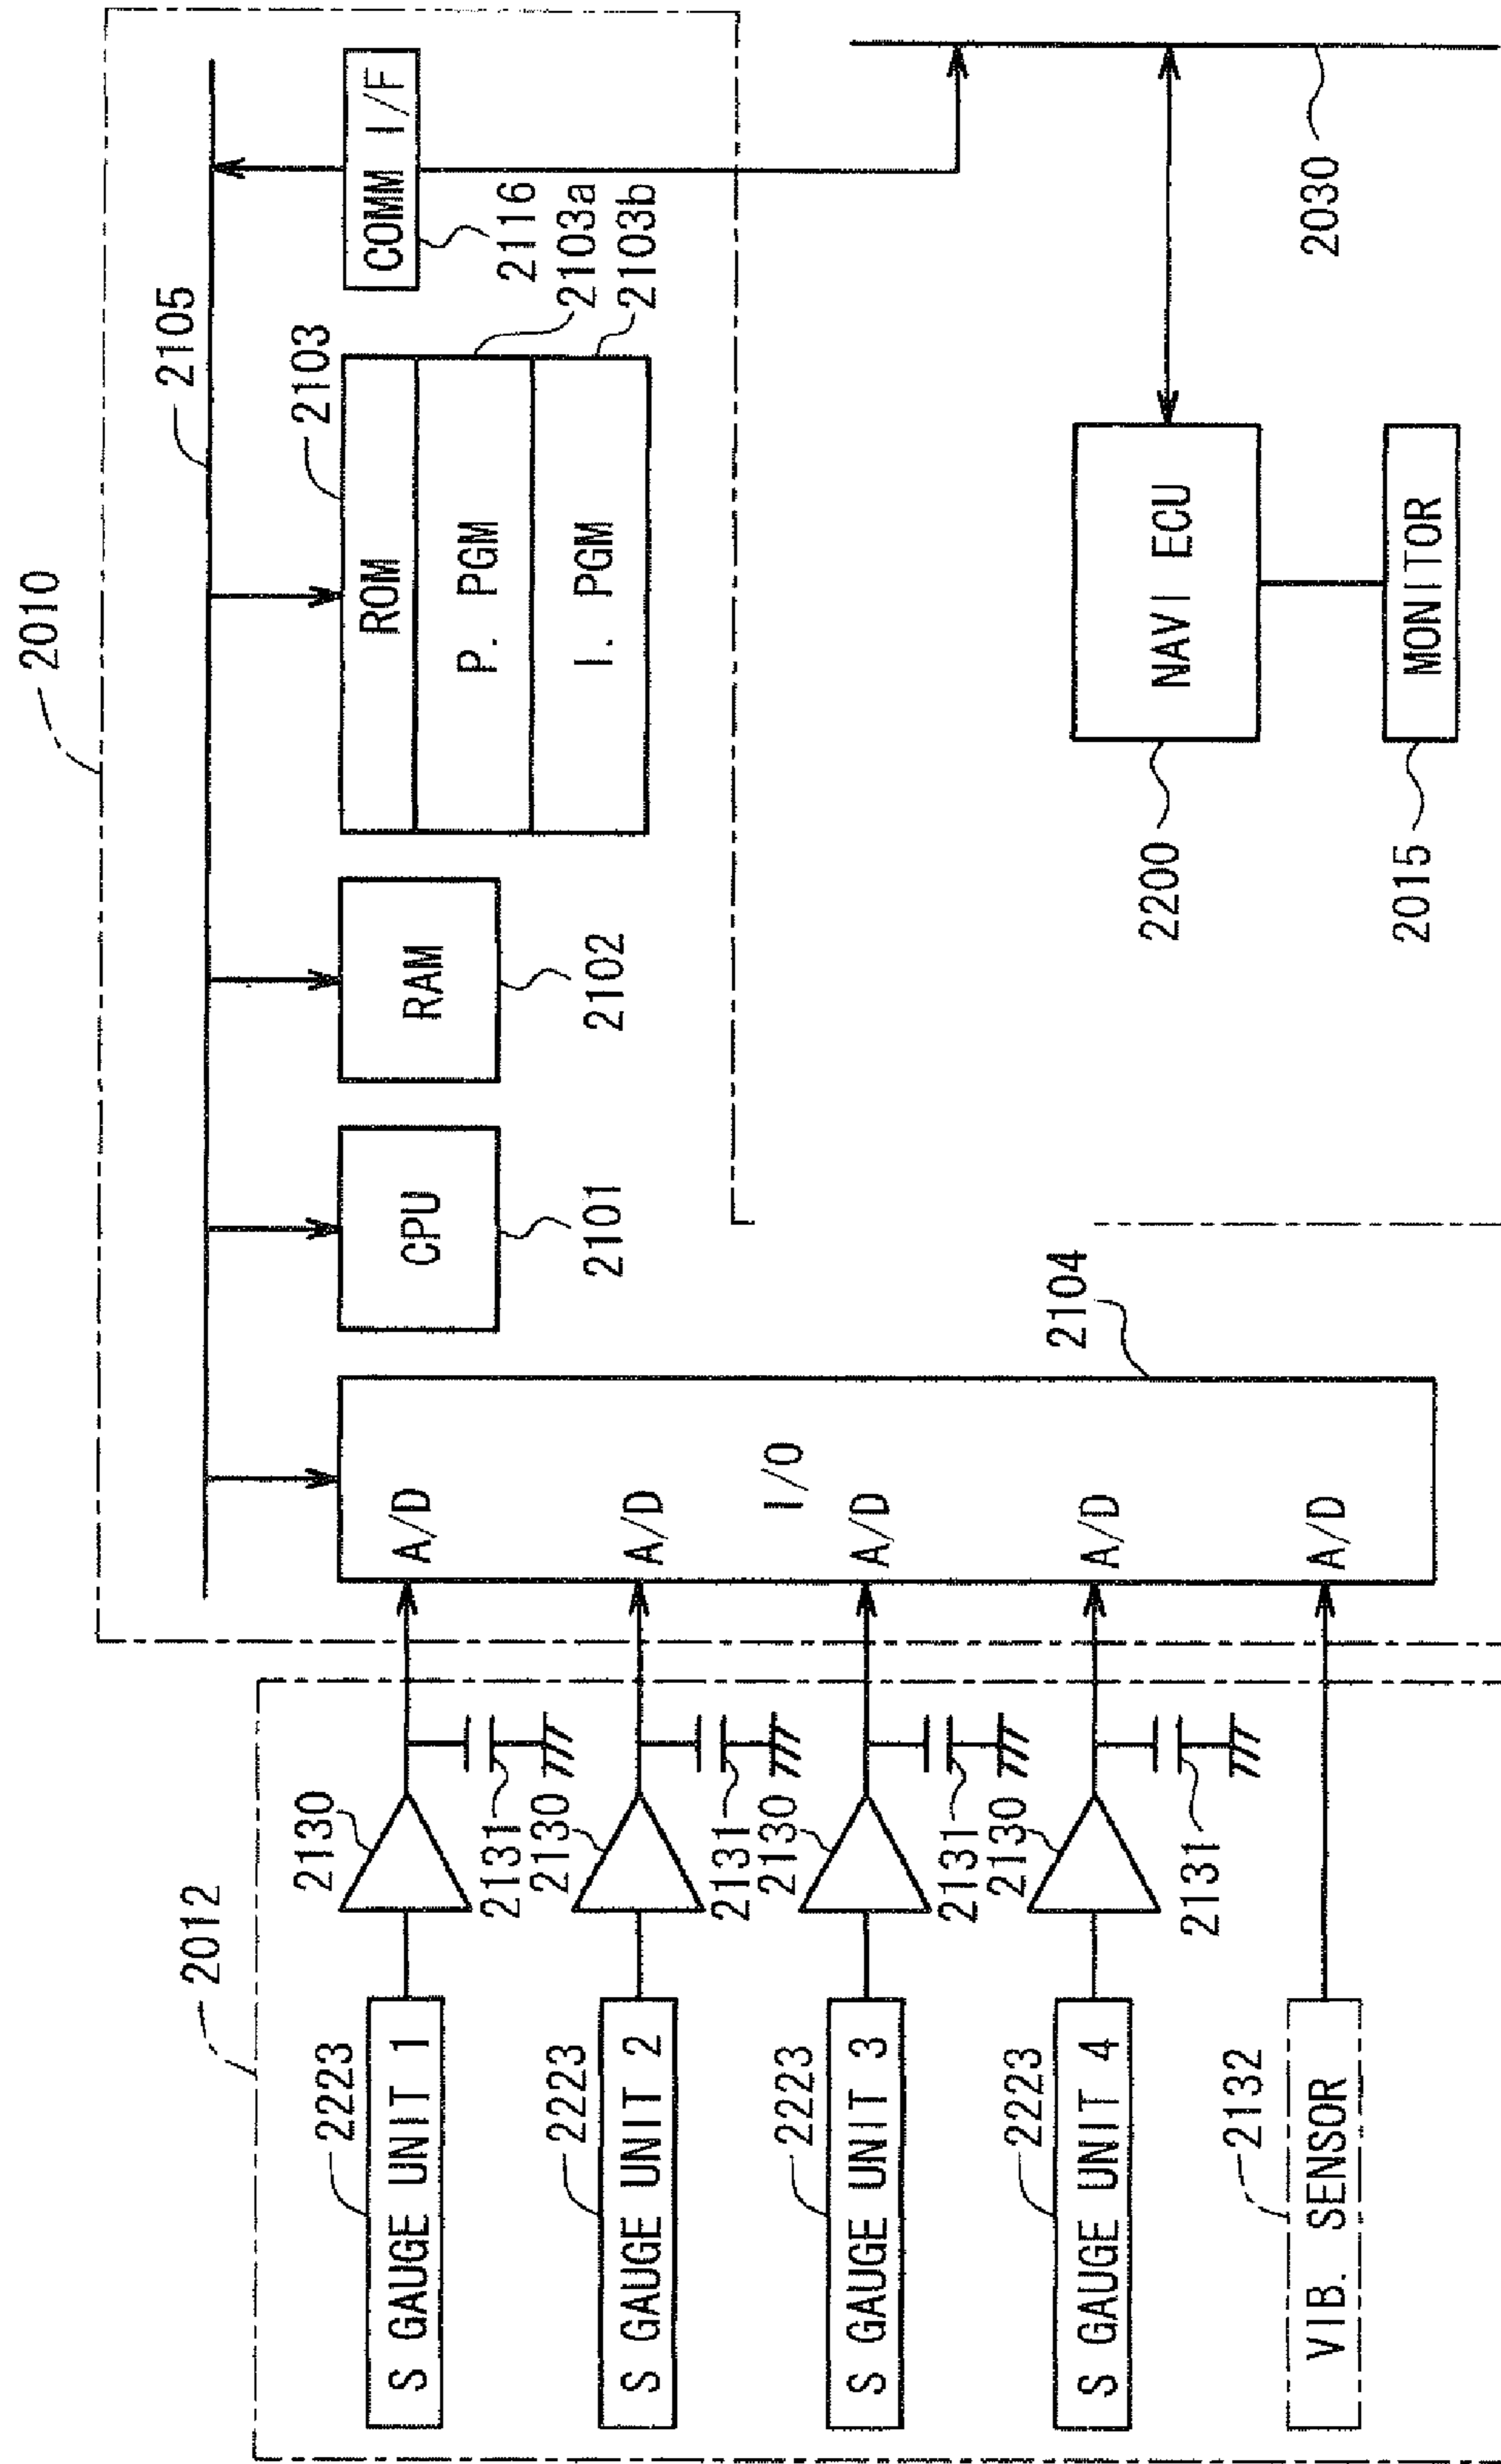 2010
2105
COMM I/F
2116
2103a
2103b
2103
ROM
P. PGM
I. PGM
RAM
2102
CPU
2101
2104
I/O
A/D
A/D
A/D
A/D
A/D
2012
2223
S GAUGE UNIT 1
2130
2131
2223
S GAUGE UNIT 2
2130
2131
2223
S GAUGE UNIT 3
2130
2131
2223
S GAUGE UNIT 4
2130
2131
2132
VIB. SENSOR
NAVI ECU
2200
MONITOR
2015
2030